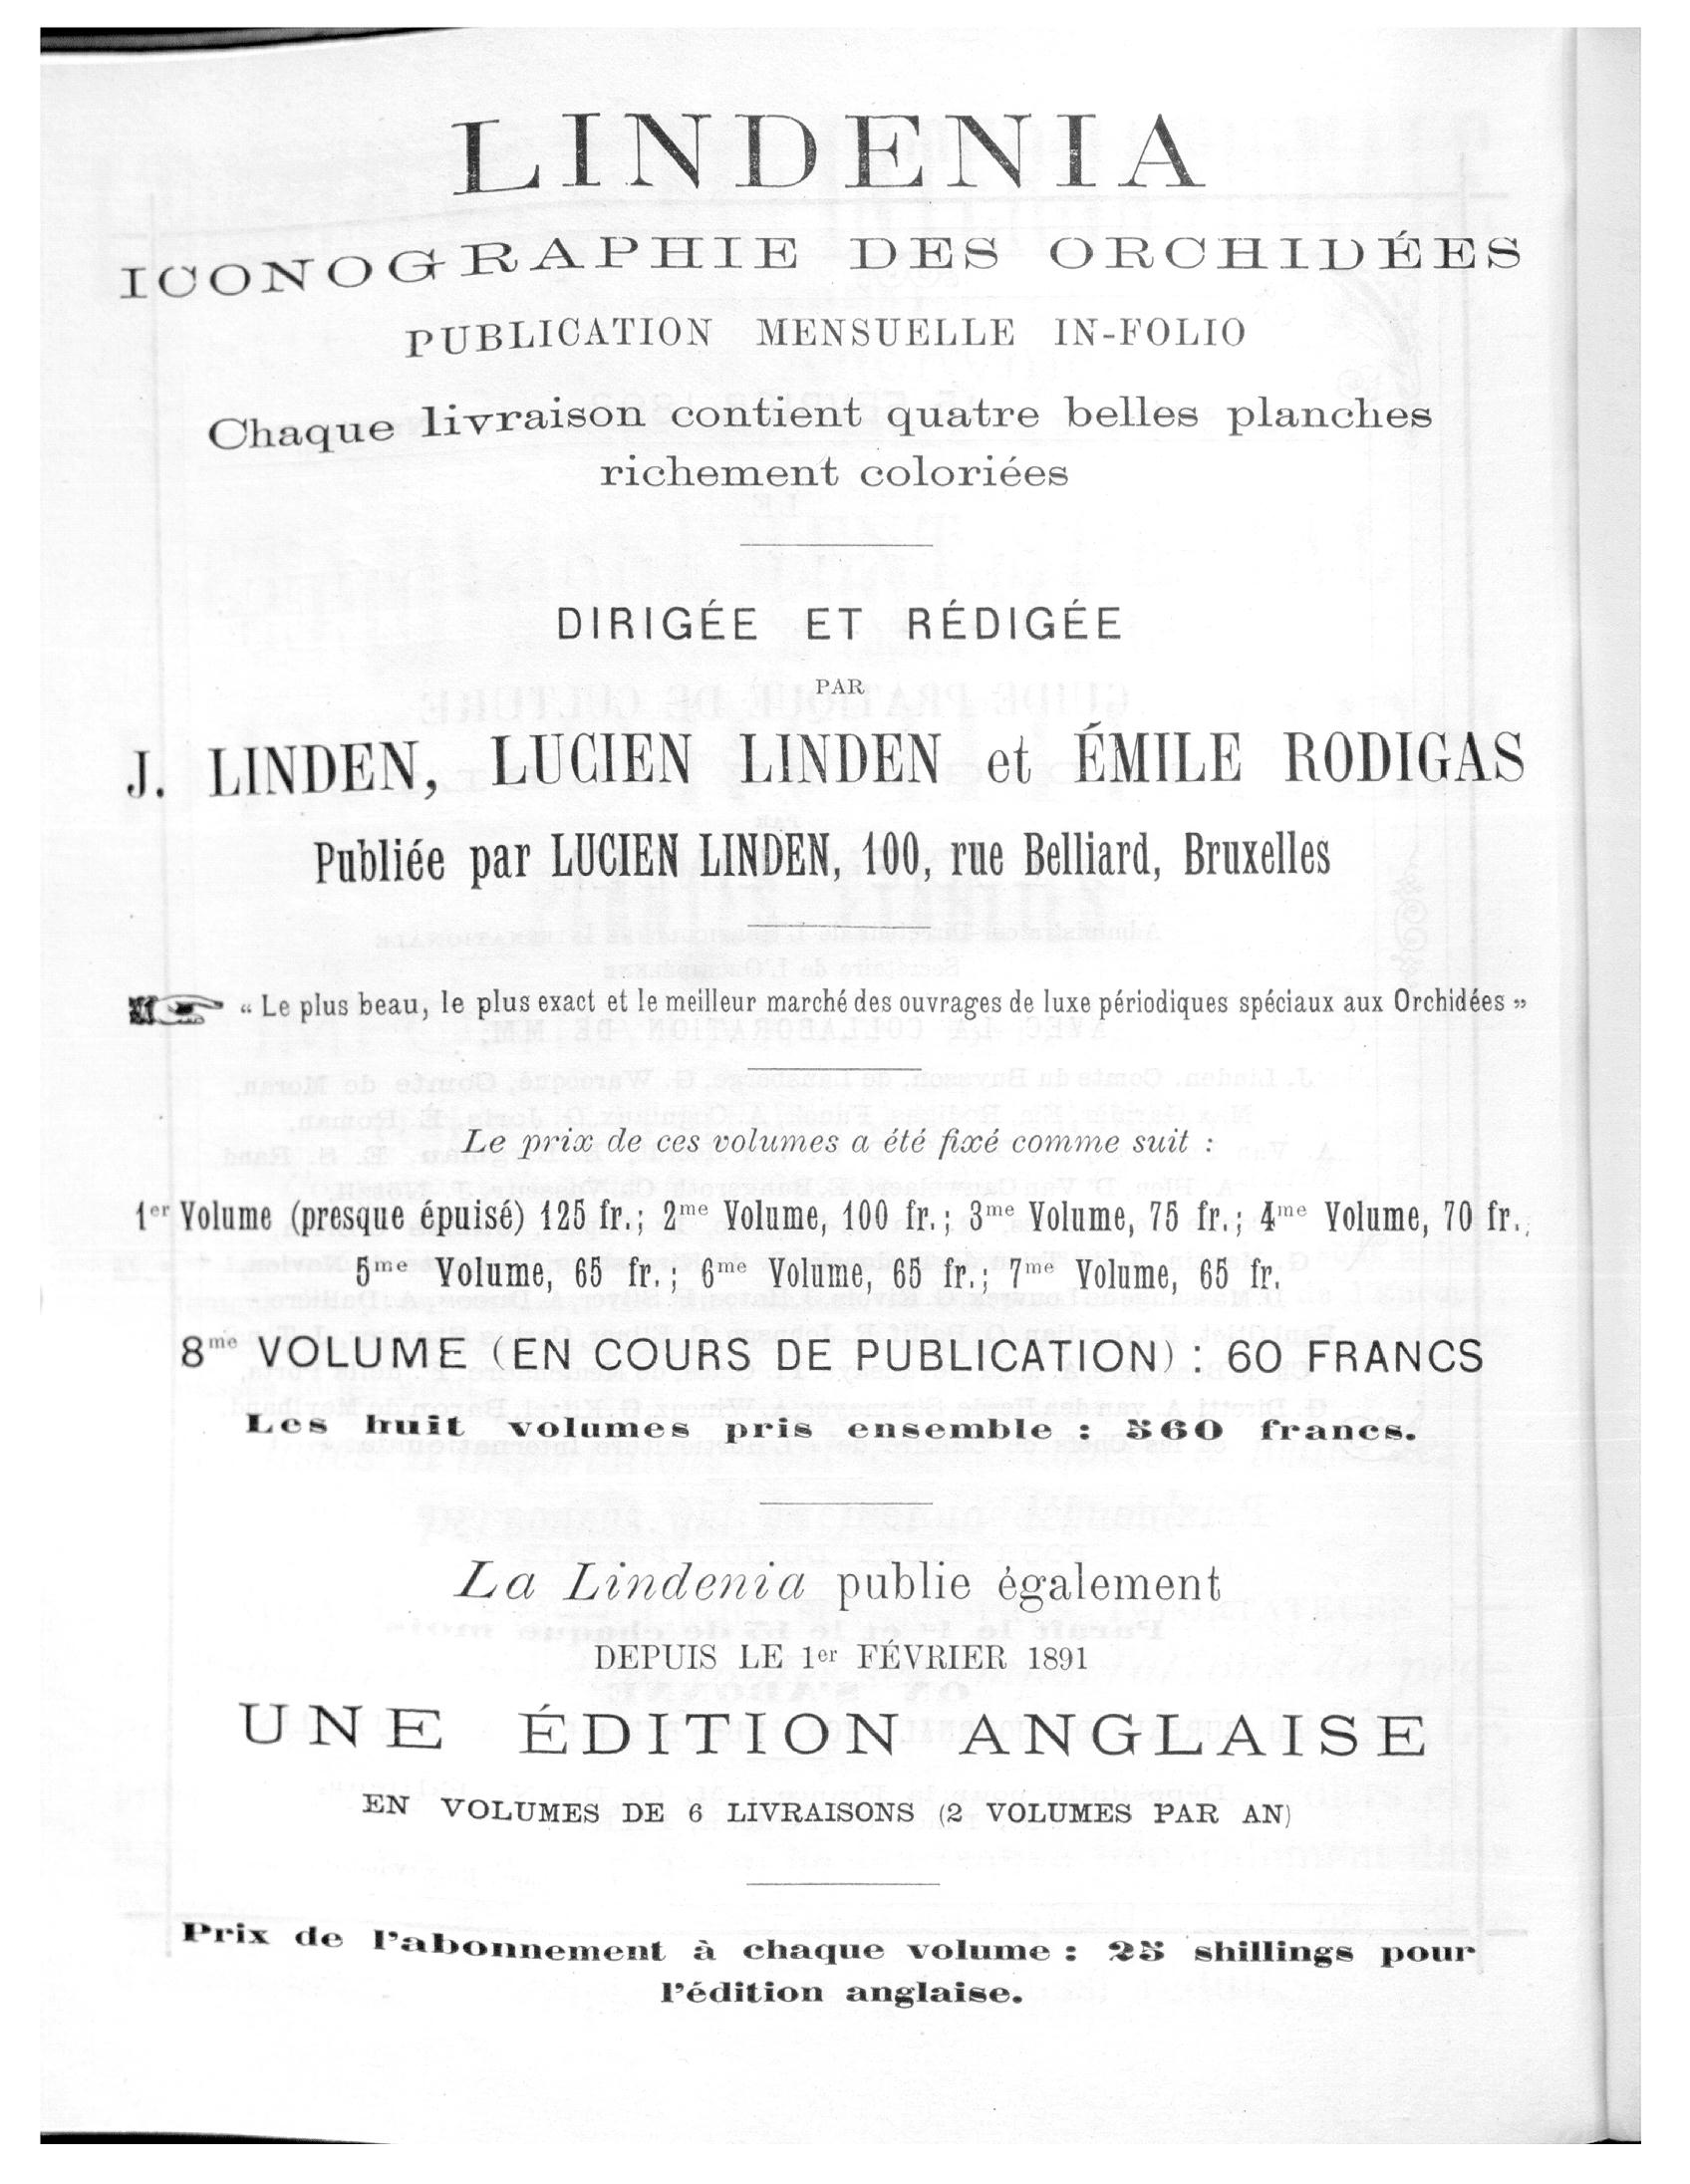 LINDENIA
ICONOGRAPHIE DES ORCHIDÉES
PUBLICATION MENSUELLE IN-FOLIO
Chaque livraison contient quatre belles planches
richement coloriées
DIRIGÉE ET RÉDIGÉE
PAR
J. LINDEN, LUCIEN LINDEN et ÉMILE RODIGAS
Publiée par LUCIEN LINDEN, 100, rue Belliard, Bruxelles
“ Le plus beau, le plus exact et le meilleur marché des ouvrages de luxe périodiques spéciaux aux Orchidées ”
Le prix de ces volumes a été fixé comme suit :
1er Volume (presque épuisé) 125 fr.; 2me Volume, 100 fr.; 3me Volume, 75 fr.; 4me Volume, 70 fr.;
5me Volume, 65 fr.; 6me Volume, 65 fr.; 7me Volume, 65 fr.
8me VOLUME (EN COURS DE PUBLICATION) : 60 FRANCS
Les huit volumes pris ensemble : 560 francs.
La Lindenia publie également
DEPUIS LE 1er FÉVRIER 1891
UNE ÉDITION ANGLAISE
EN VOLUMES DE 6 LIVRAISONS (2 VOLUMES PAR AN)
Prix de l'abonnement à chaque volume : 25 shillings pour
l'édition anglaise.